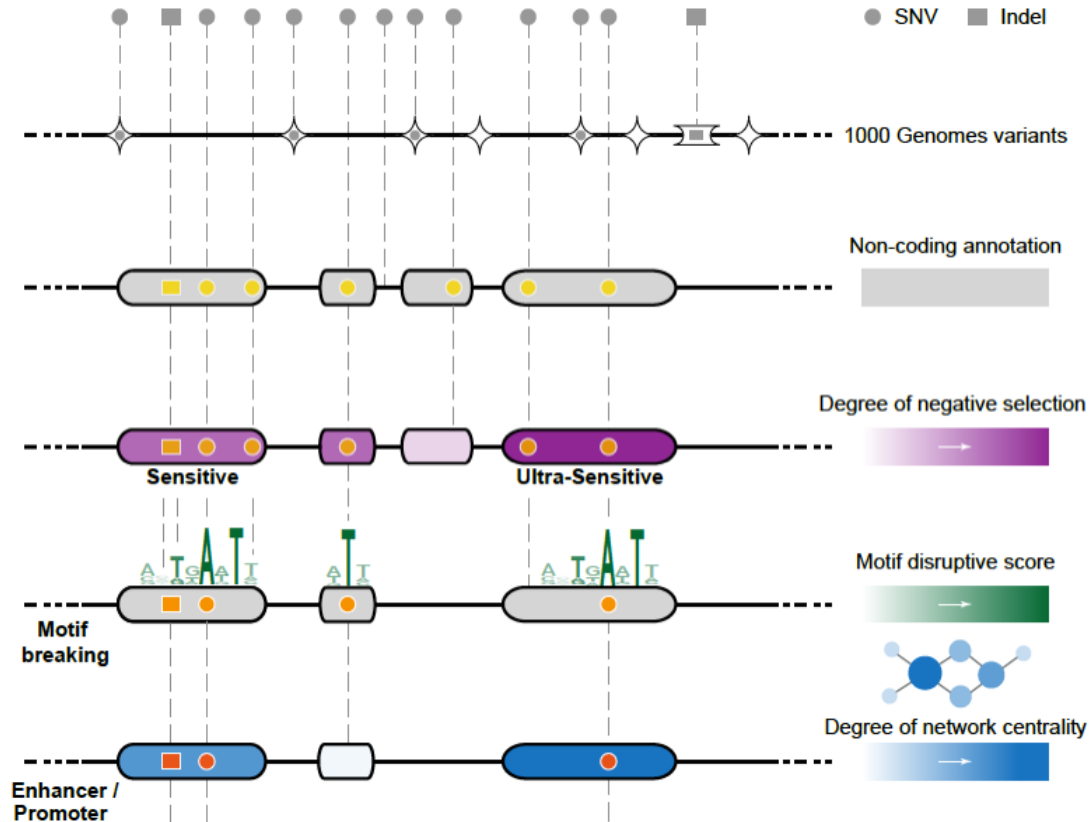 SNV
Indel
1000 Genomes variants
Non-coding annotation
Degree of negative selection
Sensitive
Ultra-Sensitive
Motif disruptive score
Motif
breaking
Degree of network centrality
Enhancer /
Promoter